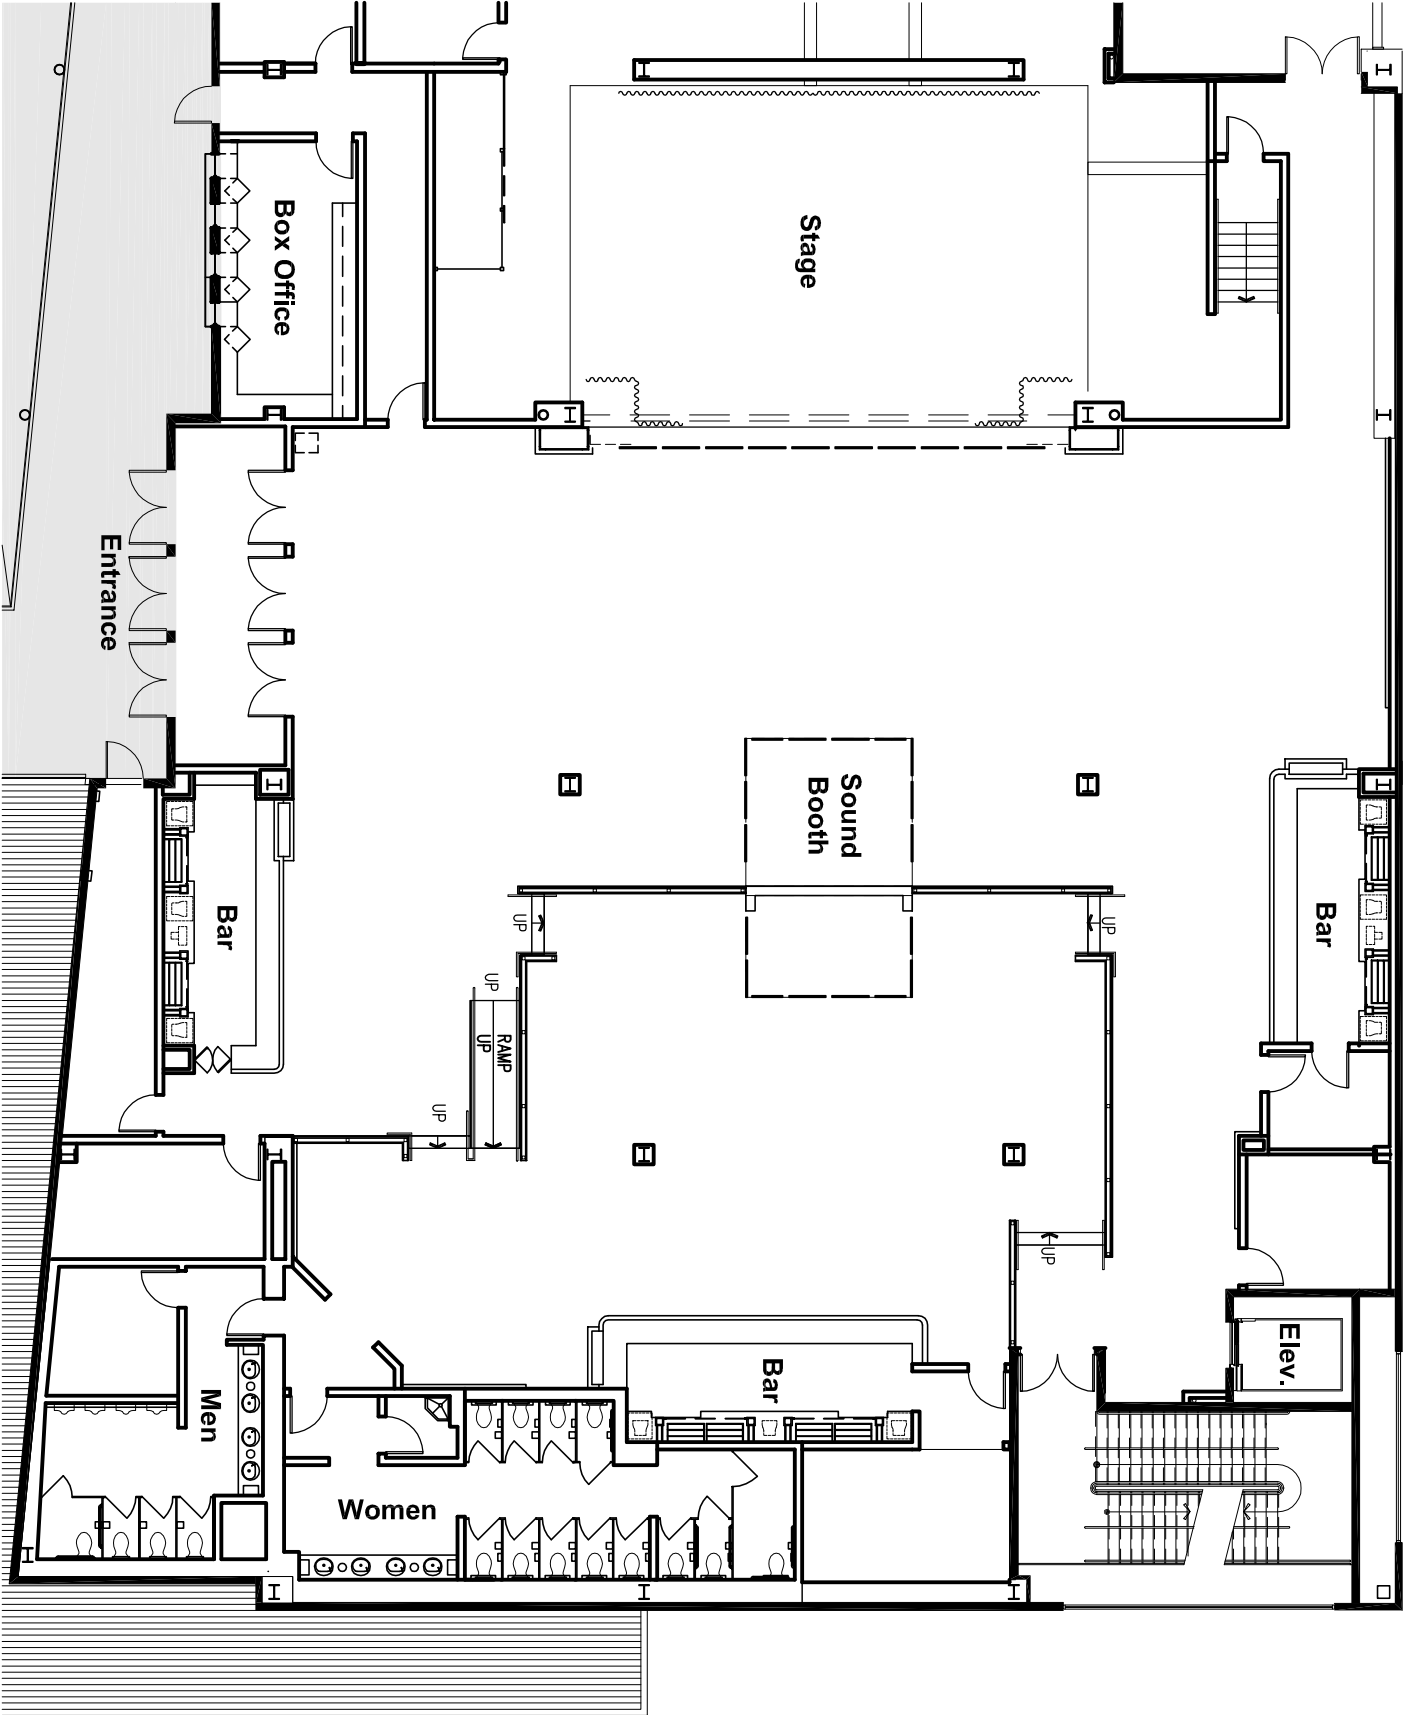 Box Office
Stage
Entrance
Sound
Booth
Bar
Bar
UP
UP
UP
RAMP
UP
UP
UP
Elev.
Bar
Men
Women